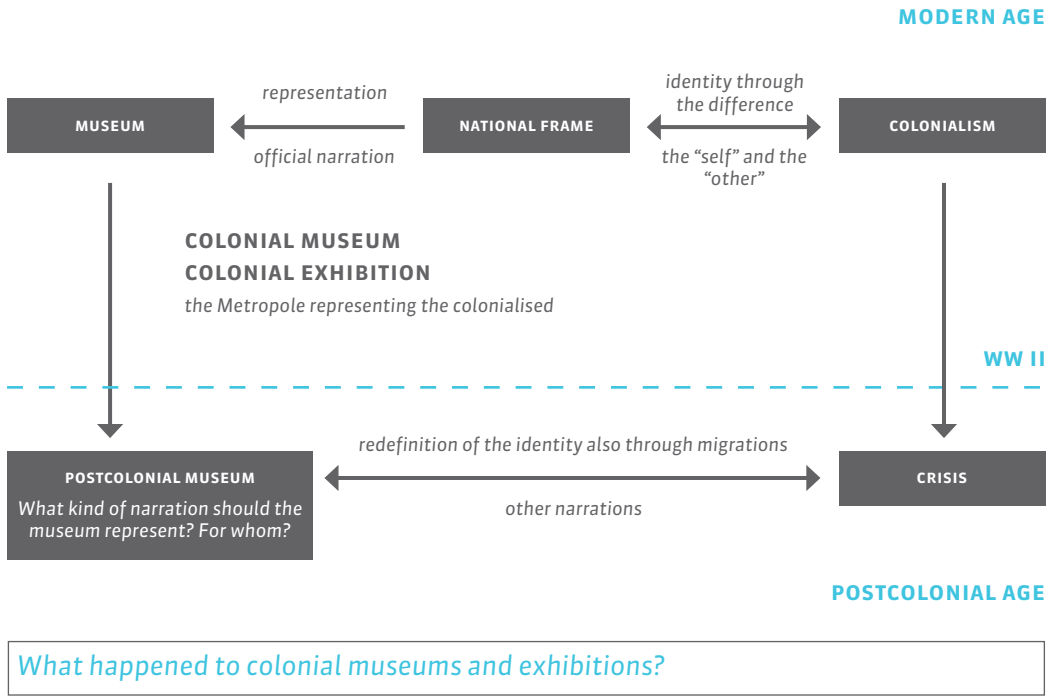 MODERN AGE
MUSEUM
representation
official narration
NATIONAL FRAME
identity through
the difference
the “self” and the
“other”
COLONIALISM
COLONIAL MUSEUM
COLONIAL EXHIBITION
the Metropole representing the colonialised
WW II
POSTCOLONIAL MUSEUM
What kind of narration should the
museum represent? For whom?
redefinition of the identity also through migrations
other narrations
CRISIS
POSTCOLONIAL AGE
What happened to colonial museums and exhibitions?